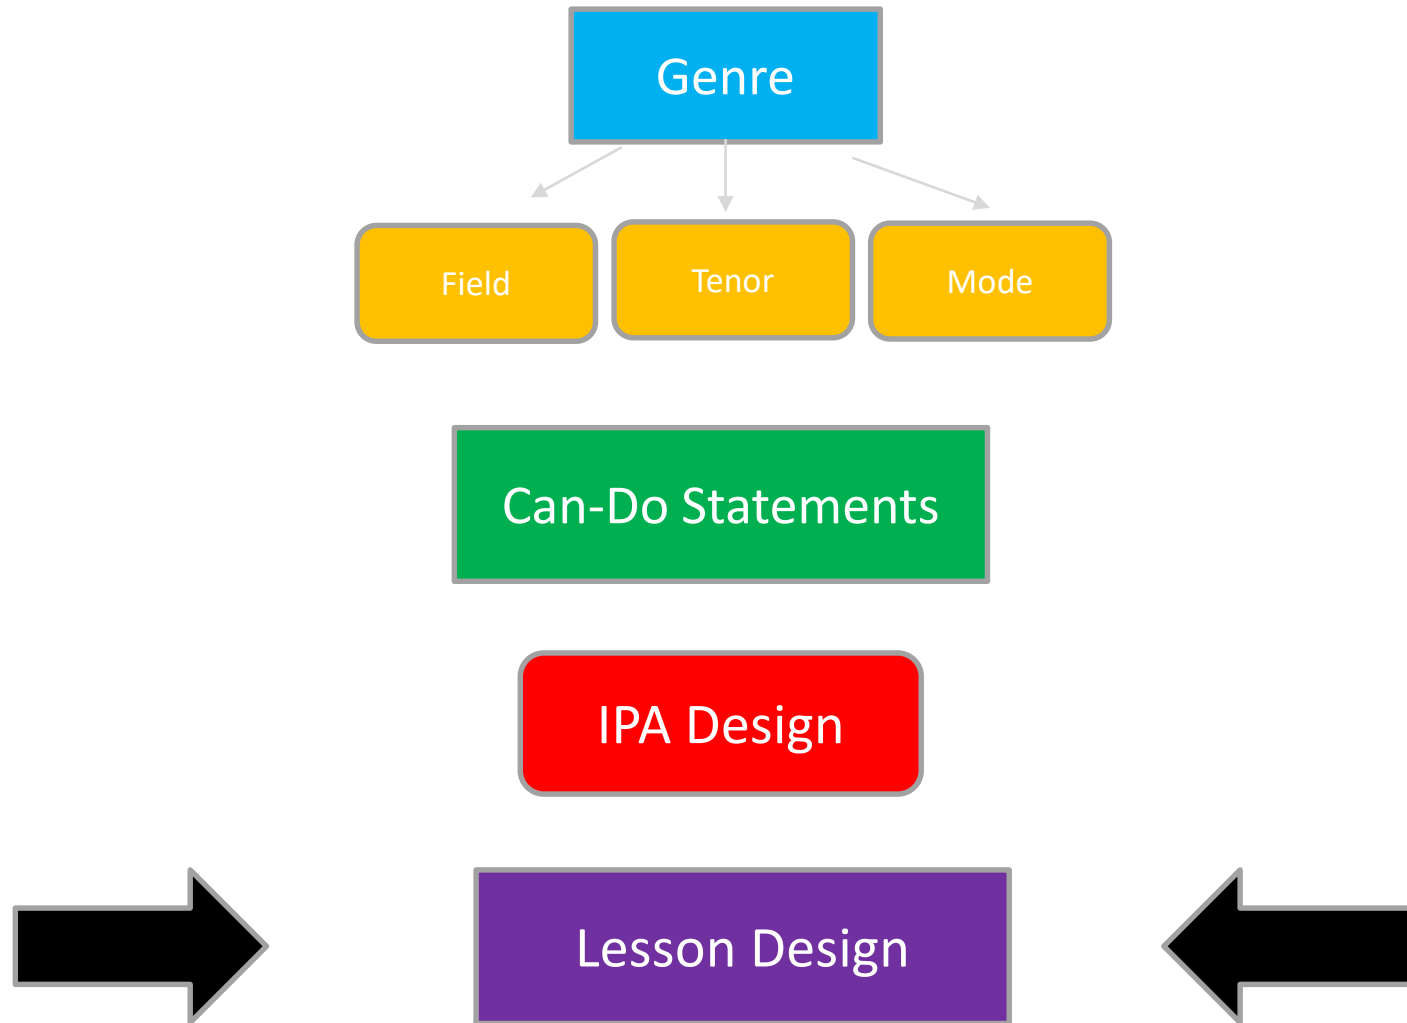 Genre
Field
Tenor
Mode
Can-Do Statements
IPA Design
Lesson Design